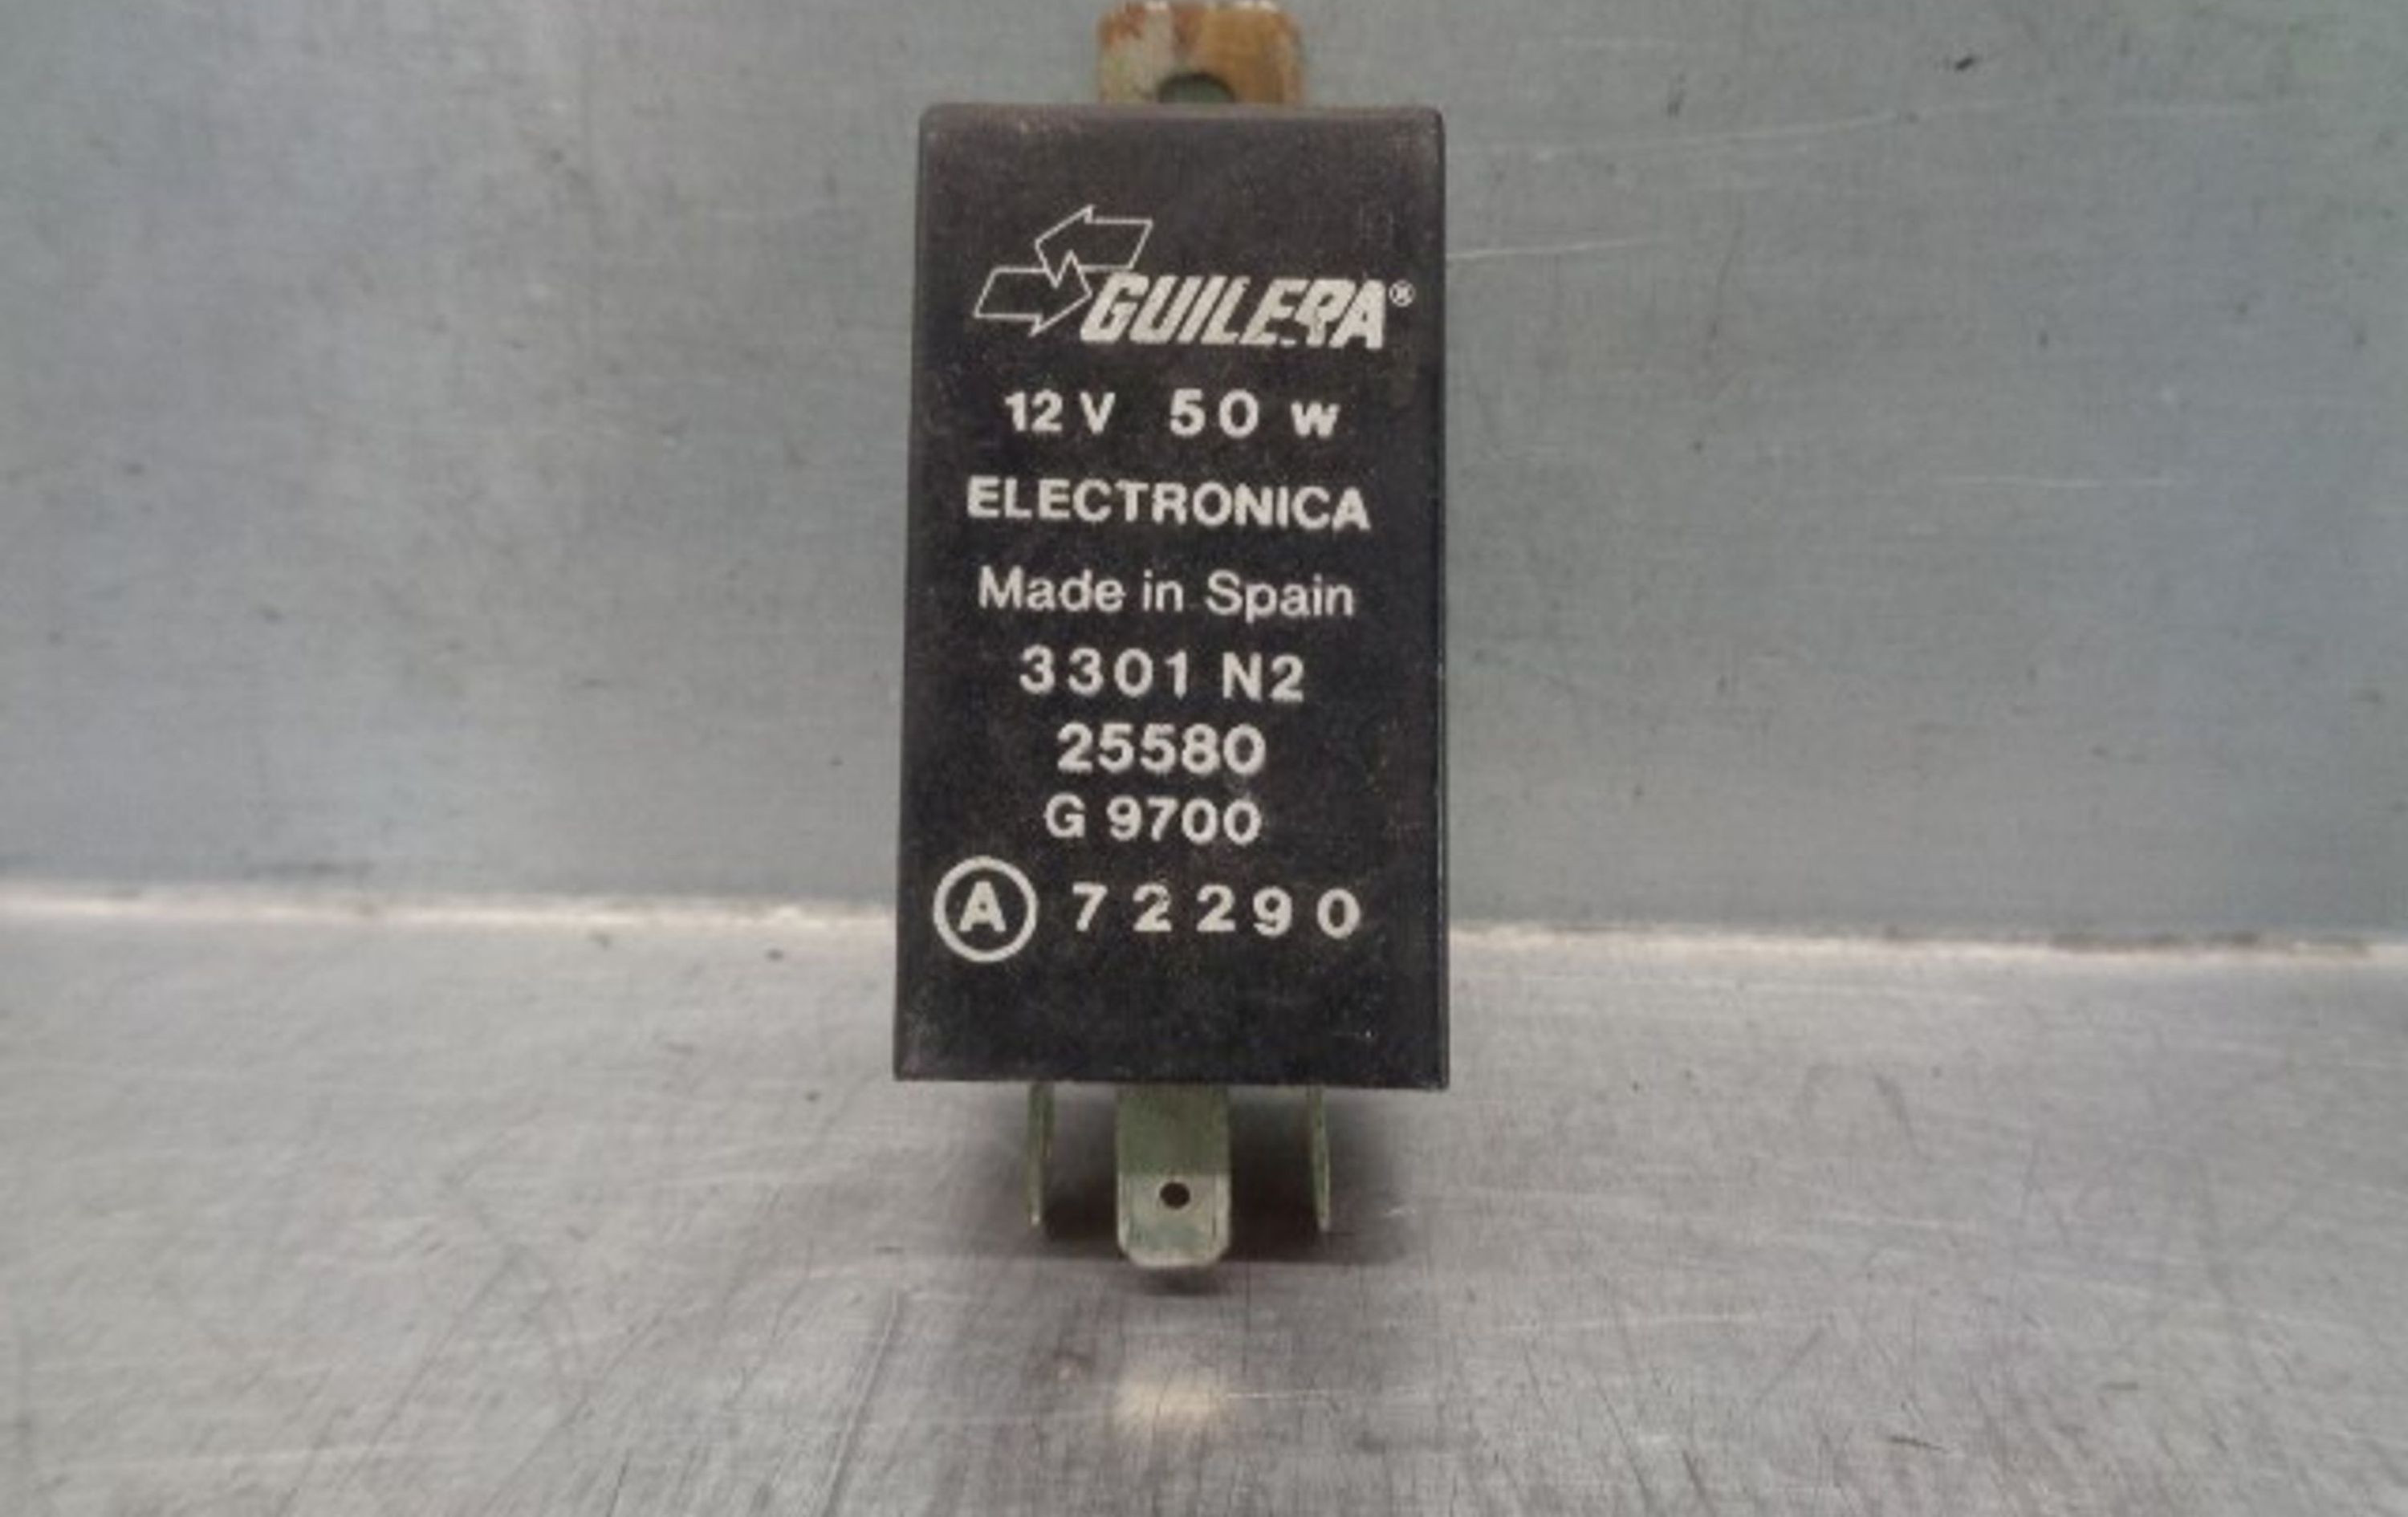 GUILERA®
12V 50 w
ELECTRONICA
Made in Spain
3301 N2
25580
G 9700
A 72290